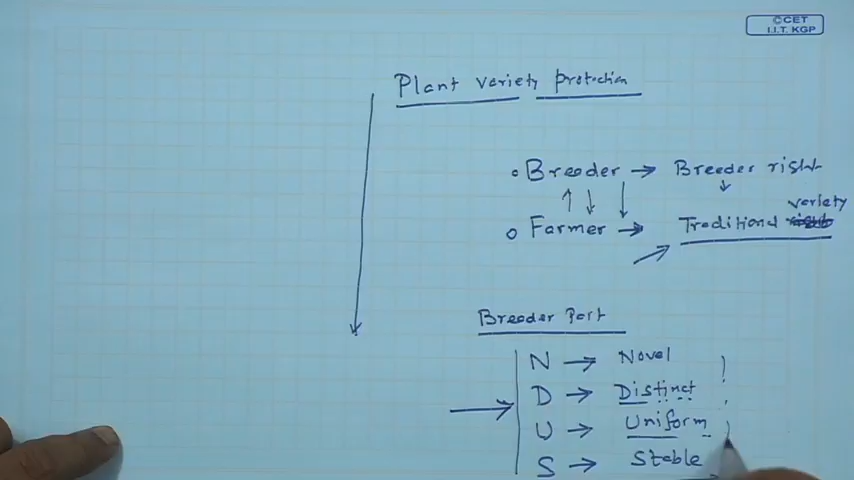 ©CET
I.I.T. KGP
Plant variety protection
Breeder → Breeder right
variety
Farmer → Traditional
Breeder Part
N → Novel
D → Distinct
U → Uniform
S → Stable